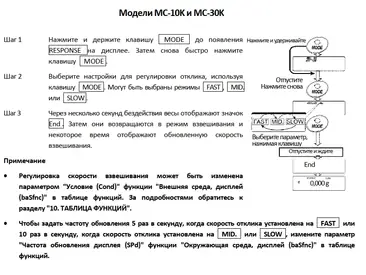 Модели MC-10K и MC-30K
Шаг 1 Нажмите и держите клавишу MODE до появления
RESPONSE на дисплее. Затем снова быстро нажмите
клавишу MODE.
Шаг 2 Выберите настройки для регулировки отклика, используя
клавишу MODE. Могут быть выбраны режимы FAST, MID.
или SLOW.
Шаг 3 Через несколько секунд бездействия весы отображают значок
End. Затем они возвращаются в режим взвешивания и
некоторое время отображают обновленную скорость
взвешивания.
Нажмите и удерживайте
MODE
Отпустите
Нажмите снова
MODE
FAST MID. SLOW
Выберите параметр,
нажимая клавишу
MODE
Отпустите и ждите
End
0,000 g
Примечание
• Регулировка скорости взвешивания может быть изменена
параметром "Условие (Cond)" функции "Внешняя среда, дисплей
(baSfnc)" в таблице функций. За подробностями обратитесь к
разделу "10. ТАБЛИЦА ФУНКЦИЙ".
• Чтобы задать частоту обновления 5 раз в секунду, когда скорость отклика установлена на FAST или
10 раз в секунду, когда скорость отклика установлена на MID. или SLOW, измените параметр
"Частота обновления дисплея (SPd)" функции "Окружающая среда, дисплей (baSfnc)" в таблице
функций.